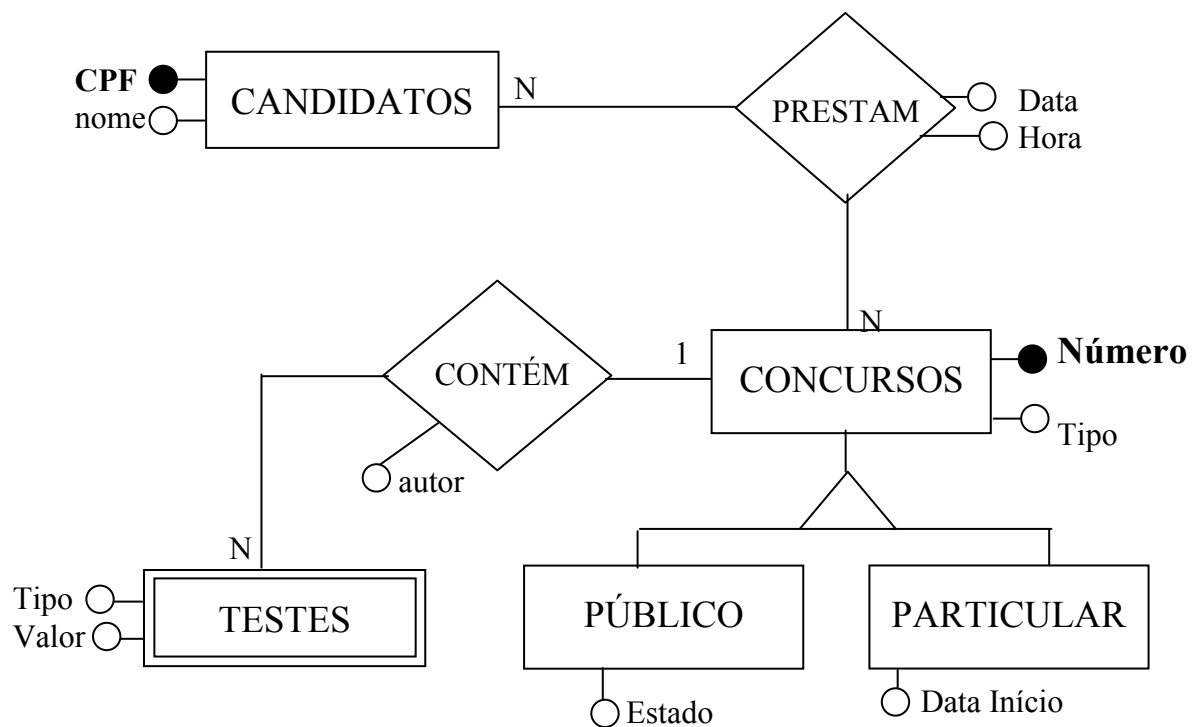 CPF
nome
CANDIDATOS
N
PRESTAM
Data
Hora
N
CONTÉM
autor
1
CONCURSOS
Número
Tipo
N
Tipo
Valor
TESTES
PÚBLICO
Estado
PARTICULAR
Data Início